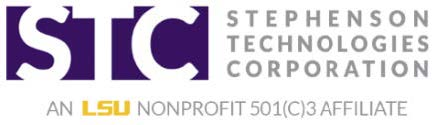 STC
STEPHENSON
TECHNOLOGIES
CORPORATION
AN LSU NONPROFIT 501(C)3 AFFILIATE